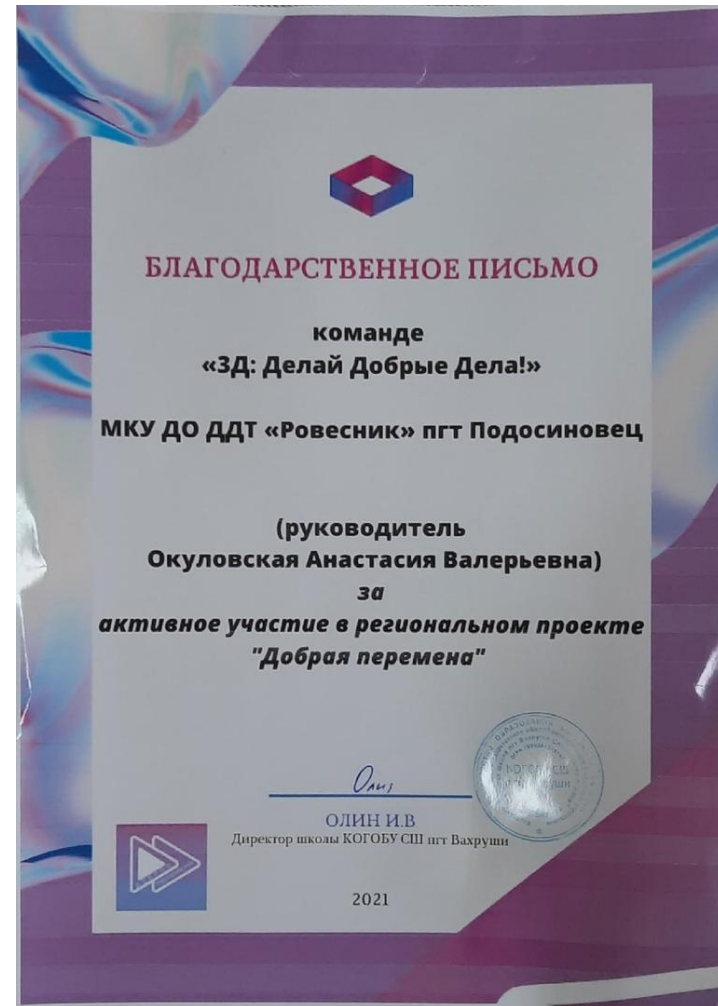 БЛАГОДАРСТВЕННОЕ ПИСЬМО
команде
«3Д: Делай Добрые Дела!»
МКУ ДО ДДТ «Ровесник» пгт Подосиновец
(руководитель
Окуловская Анастасия Валерьевна)
за
активное участие в региональном проекте
"Добрая перемена"
ОЛИН И.В
Директор школы КОГОБУ СШ пгт Вахруши
2021